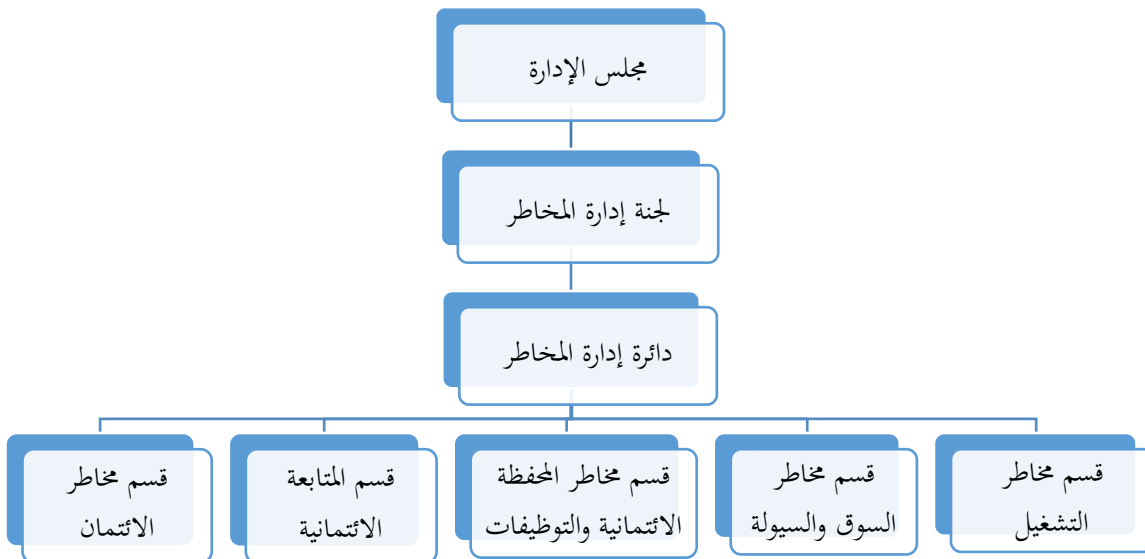 مجلس الإدارة
لجنة إدارة المخاطر
دائرة إدارة المخاطر
قسم مخاطر
التشغيل
قسم مخاطر
السوق والسيولة
قسم مخاطر المحفظة
الائتمانية والتوظيفات
قسم المتابعة
الائتمانية
قسم مخاطر
الائتمان